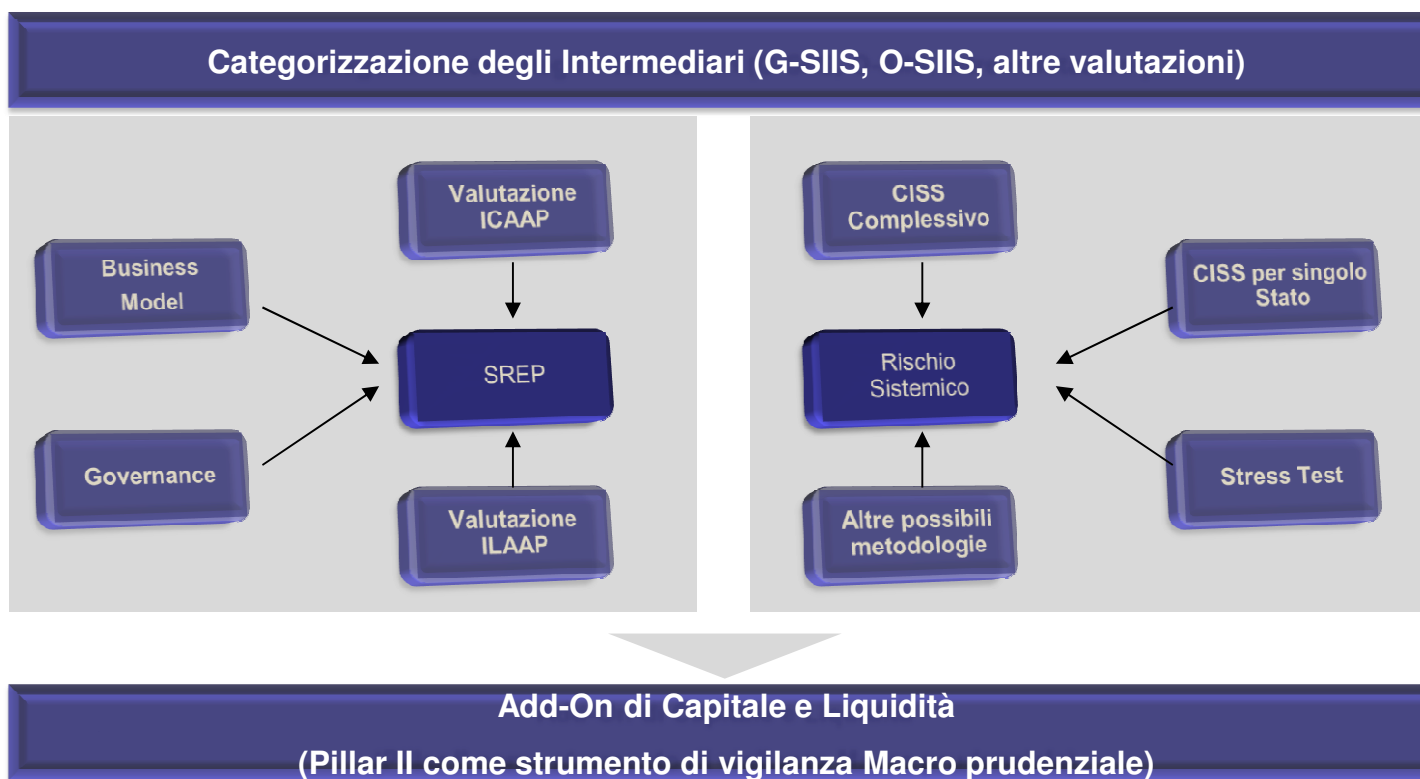 Categorizzazione degli Intermediari (G-SIIS, O-SIIS, altre valutazioni)
Valutazione
ICAAP
Business
Model
SREP
Governance
Valutazione
ILAAP
CISS
Complessivo
CISS per singolo
Stato
Rischio
Sistemico
Altre possibili
metodologie
Stress Test
Add-On di Capitale e Liquidità
(Pillar II come strumento di vigilanza Macro prudenziale)